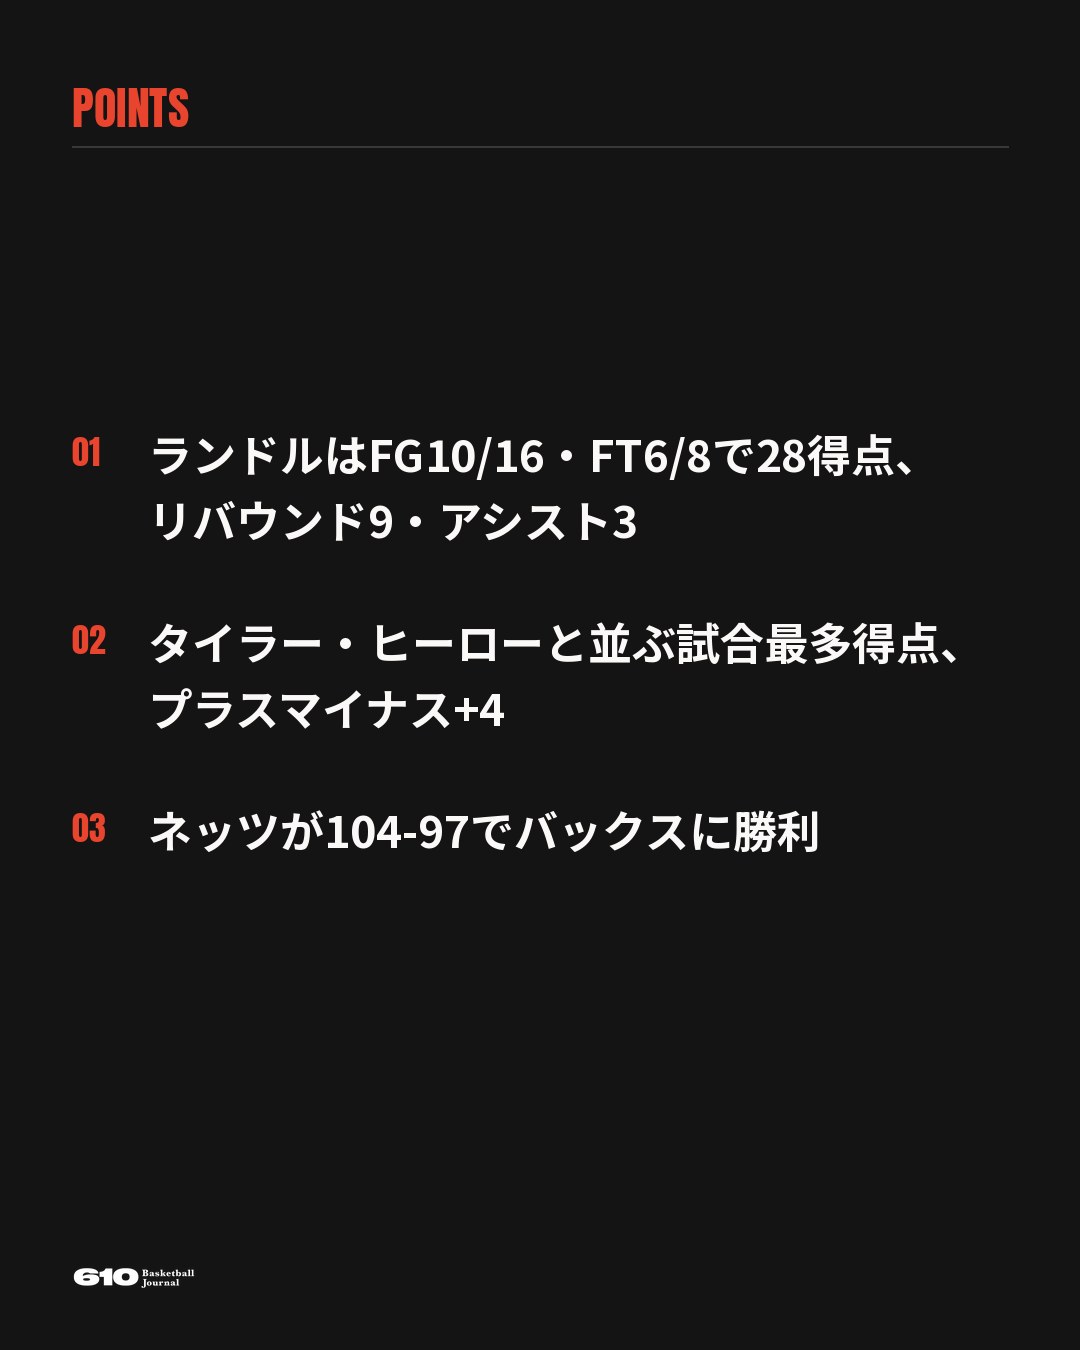 POINTS
01 ランドルはFG10/16・FT6/8で28得点、
リバウンド9・アシスト3
02 タイラー・ヒーローと並ぶ試合最多得点、
プラスマイナス+4
03 ネッツが104-97でバックスに勝利
610 Basketball
Journal